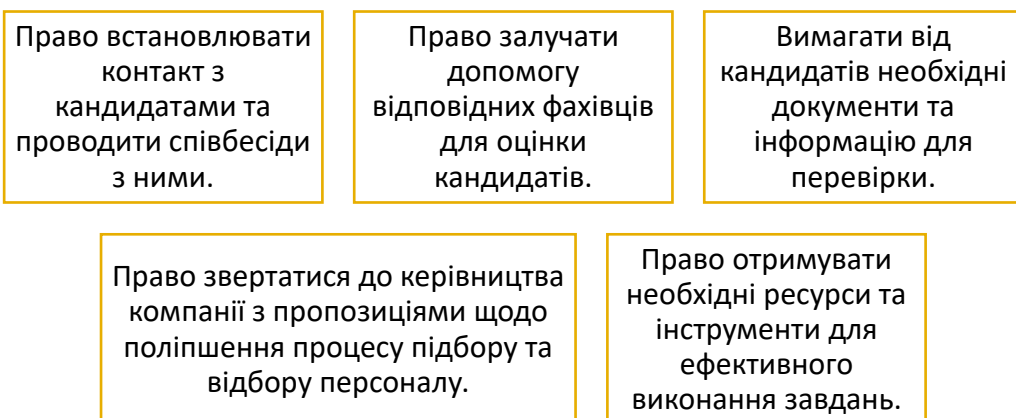 Право встановлювати
контакт з
кандидатами та
проводити співбесіди
з ними.
Право залучати
допомогу
відповідних фахівців
для оцінки
кандидатів.
Вимагати від
кандидатів необхідні
документи та
інформацію для
перевірки.
Право звертатися до керівництва
компанії з пропозиціями щодо
поліпшення процесу підбору та
відбору персоналу.
Право отримувати
необхідні ресурси та
інструменти для
ефективного
виконання завдань.